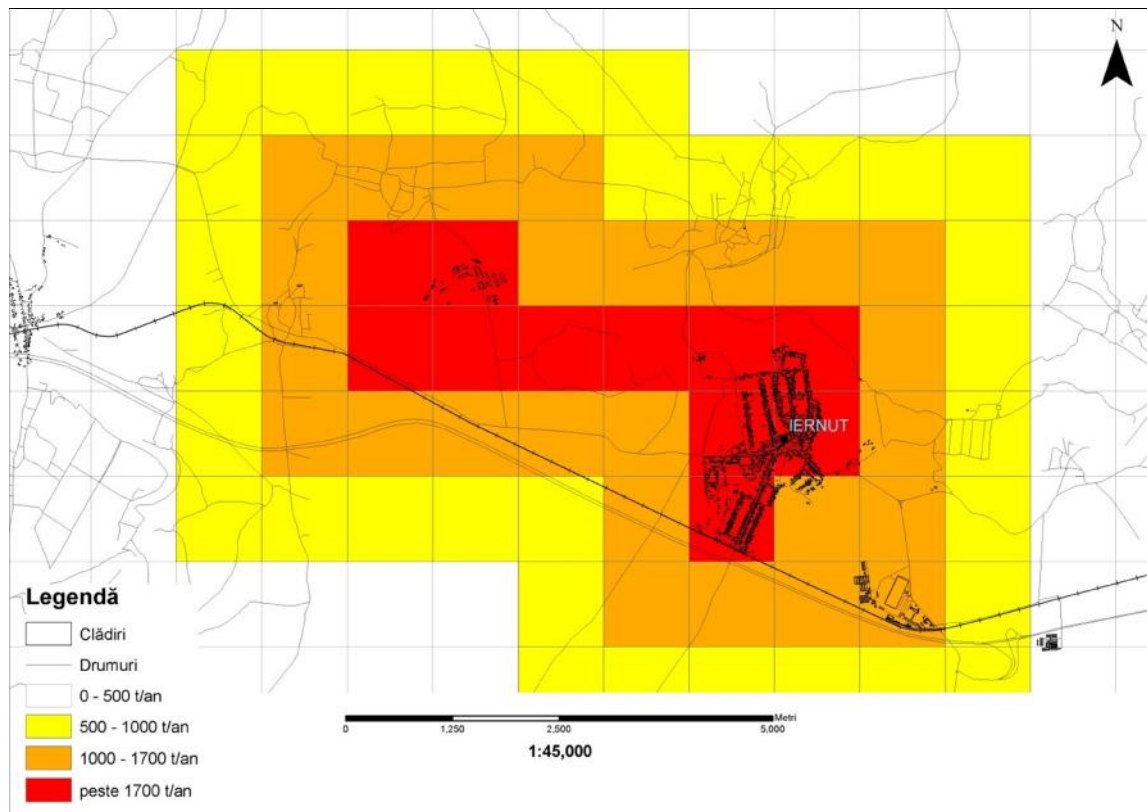 N
IERNUT
Legendă
Clădiri
Drumuri
0 - 500 t/an
500 - 1000 t/an
1000 - 1700 t/an
peste 1700 t/an
Metri
0 1,250 2,500 5,000
1:45,000